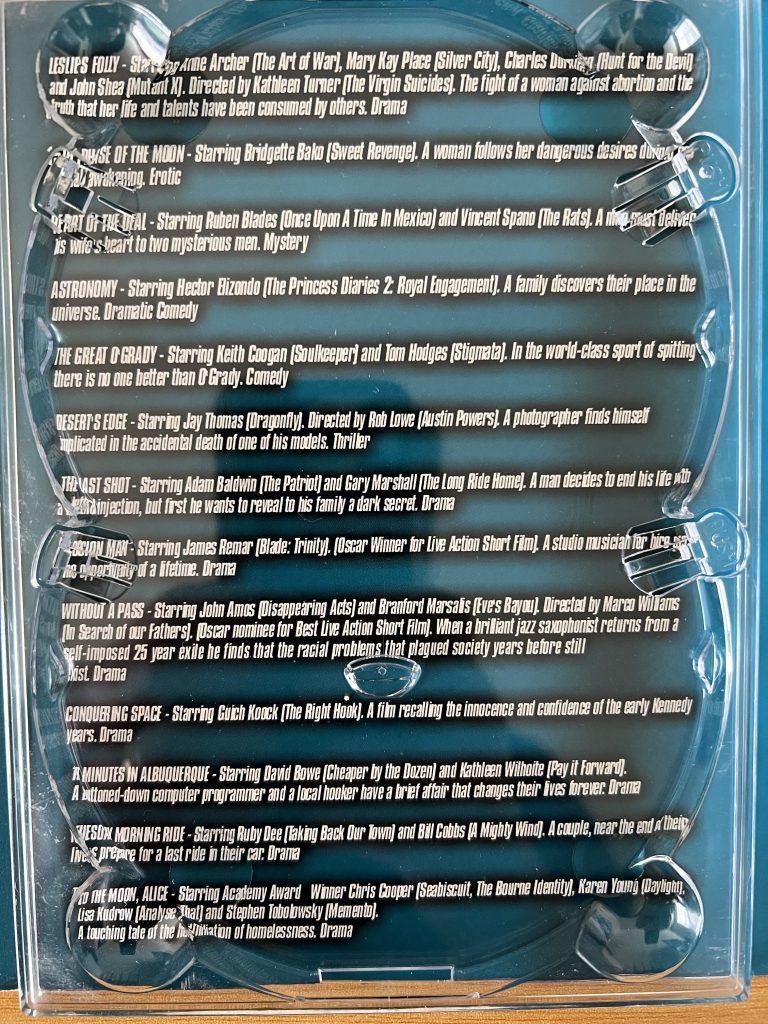 LESLIE'S FOLLY - Starring Anne Archer (The Art of War), Mary Kay Place (Silver City), Charles Durning (Hunt for the Devil)
and John Shea (Mutant X). Directed by Kathleen Turner (The Virgin Suicides). The fight of a woman against abortion and the
truth that her life and talents have been consumed by others. Drama
OF THE MOON - Starring Bridgette Bako (Sweet Revenge). A woman follows her dangerous desires during
awakening. Erotic
HEART OF THE DEAL - Starring Ruben Blades (Once Upon A Time In Mexico) and Vincent Spano (The Rats). A man must deliver
his wife's heart to two mysterious men. Mystery
ASTRONOMY - Starring Hector Elizondo (The Princess Diaries 2: Royal Engagement). A family discovers their place in the
universe. Dramatic Comedy
THE GREAT O'GRADY - Starring Keith Coogan (Soulkeeper) and Tom Hodges (Stigmata). In the world-class sport of spitting
there is no one better than O'Grady. Comedy
DESERT'S EDGE - Starring Jay Thomas (Dragonfly). Directed by Rob Lowe (Austin Powers). A photographer finds himself
implicated in the accidental death of one of his models. Thriller
THE LAST SHOT - Starring Adam Baldwin (The Patriot) and Gary Marshall (The Long Ride Home). A man decides to end his life with
a injection, but first he wants to reveal to his family a dark secret. Drama
SESSION MAN - Starring James Remar (Blade: Trinity). (Oscar Winner for Live Action Short Film). A studio musician for hire
opportunity of a lifetime. Drama
WITHOUT A PASS - Starring John Amos (Disappearing Acts) and Branford Marsalis (Eve's Bayou). Directed by Marco Williams
(In Search of our Fathers). (Oscar nominee for Best Live Action Short Film). When a brilliant jazz saxophonist returns from a
self-imposed 25 year exile he finds that the racial problems that plagued society years before still
exist. Drama
CONQUERING SPACE - Starring Guich Koock (The Right Hook). A film recalling the innocence and confidence of the early Kennedy
years. Drama
MINUTES IN ALBUQUERQUE - Starring David Bowe (Cheaper by the Dozen) and Kathleen Wilhoite (Pay it Forward).
A buttoned-down computer programmer and a local hooker have a brief affair that changes their lives forever. Drama
TUESDAY MORNING RIDE - Starring Ruby Dee (Taking Back Our Town) and Bill Cobbs (A Mighty Wind). A couple, near the end of their
live's prepare for a last ride in their car. Drama
TO THE MOON, ALICE - Starring Academy Award Winner Chris Cooper (Seabiscuit, The Bourne Identity), Karen Young (Daylight),
Lisa Kudrow (Analyse That) and Stephen Tobolowsky (Memento).
A touching tale of the humiliation of homelessness. Drama